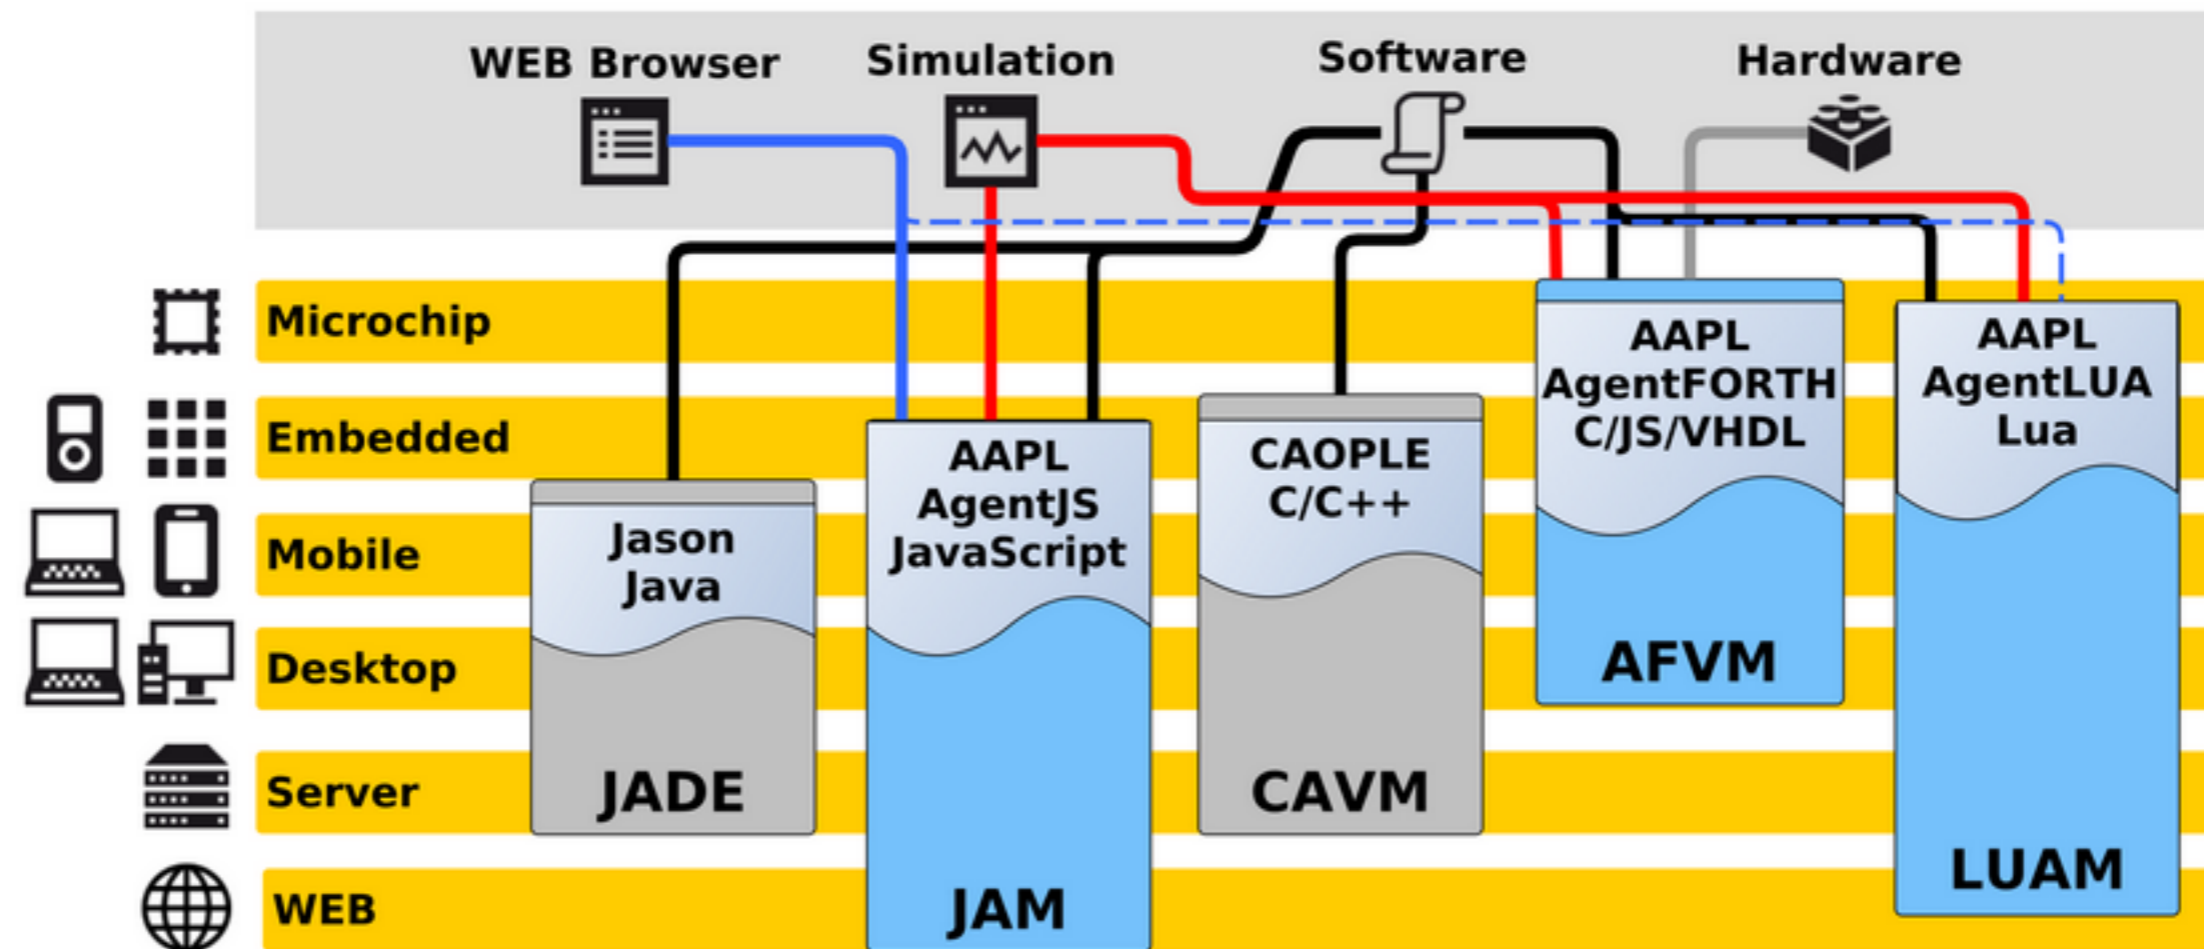 WEB Browser
Simulation
Software
Hardware
Microchip
Embedded
Mobile
Desktop
Server
WEB
Jason
Java
JADE
AAPL
AgentJS
JavaScript
JAM
CAOPLE
C/C++
CAVM
AAPL
AgentFORTH
C/JS/VHDL
AFVM
AAPL
AgentLUA
Lua
LUAM